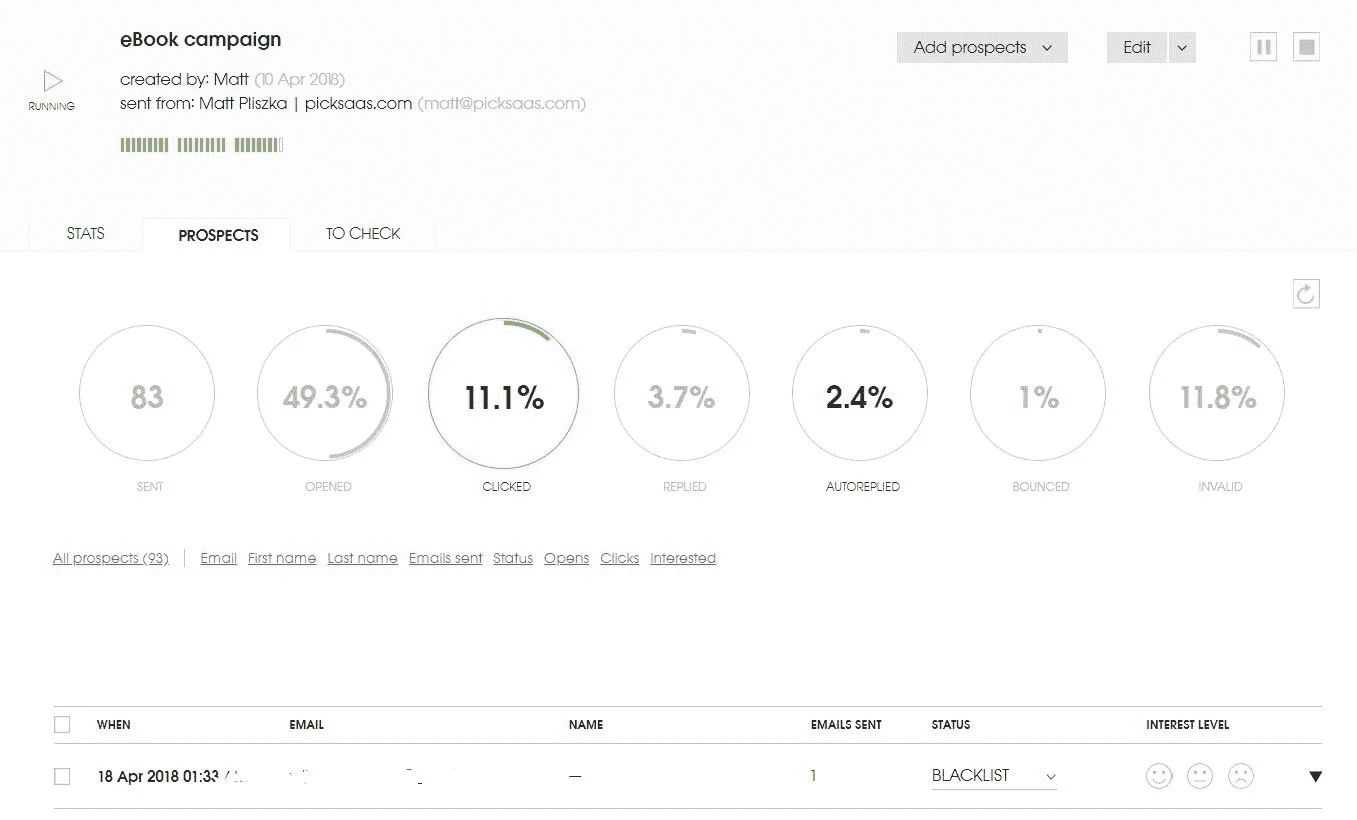 eBook campaign
Add prospects
Edit
created by: Matt (10 Apr 2018)
RUNNING
sent from: Matt Pliszka | picksaas.com (matt@picksaas.com)
STATS
PROSPECTS
TO CHECK
83
49.3%
11.1%
3.7%
2.4%
1%
11.8%
SENT
OPENED
CLICKED
REPLIED
AUTOREPLIED
BOUNCED
INVALID
All prospects (93) Email First name Last name Emails sent Status Opens Clicks Interested
WHEN EMAIL NAME EMAILS SENT STATUS INTEREST LEVEL
18 Apr 2018 01:33 — 1 BLACKLIST